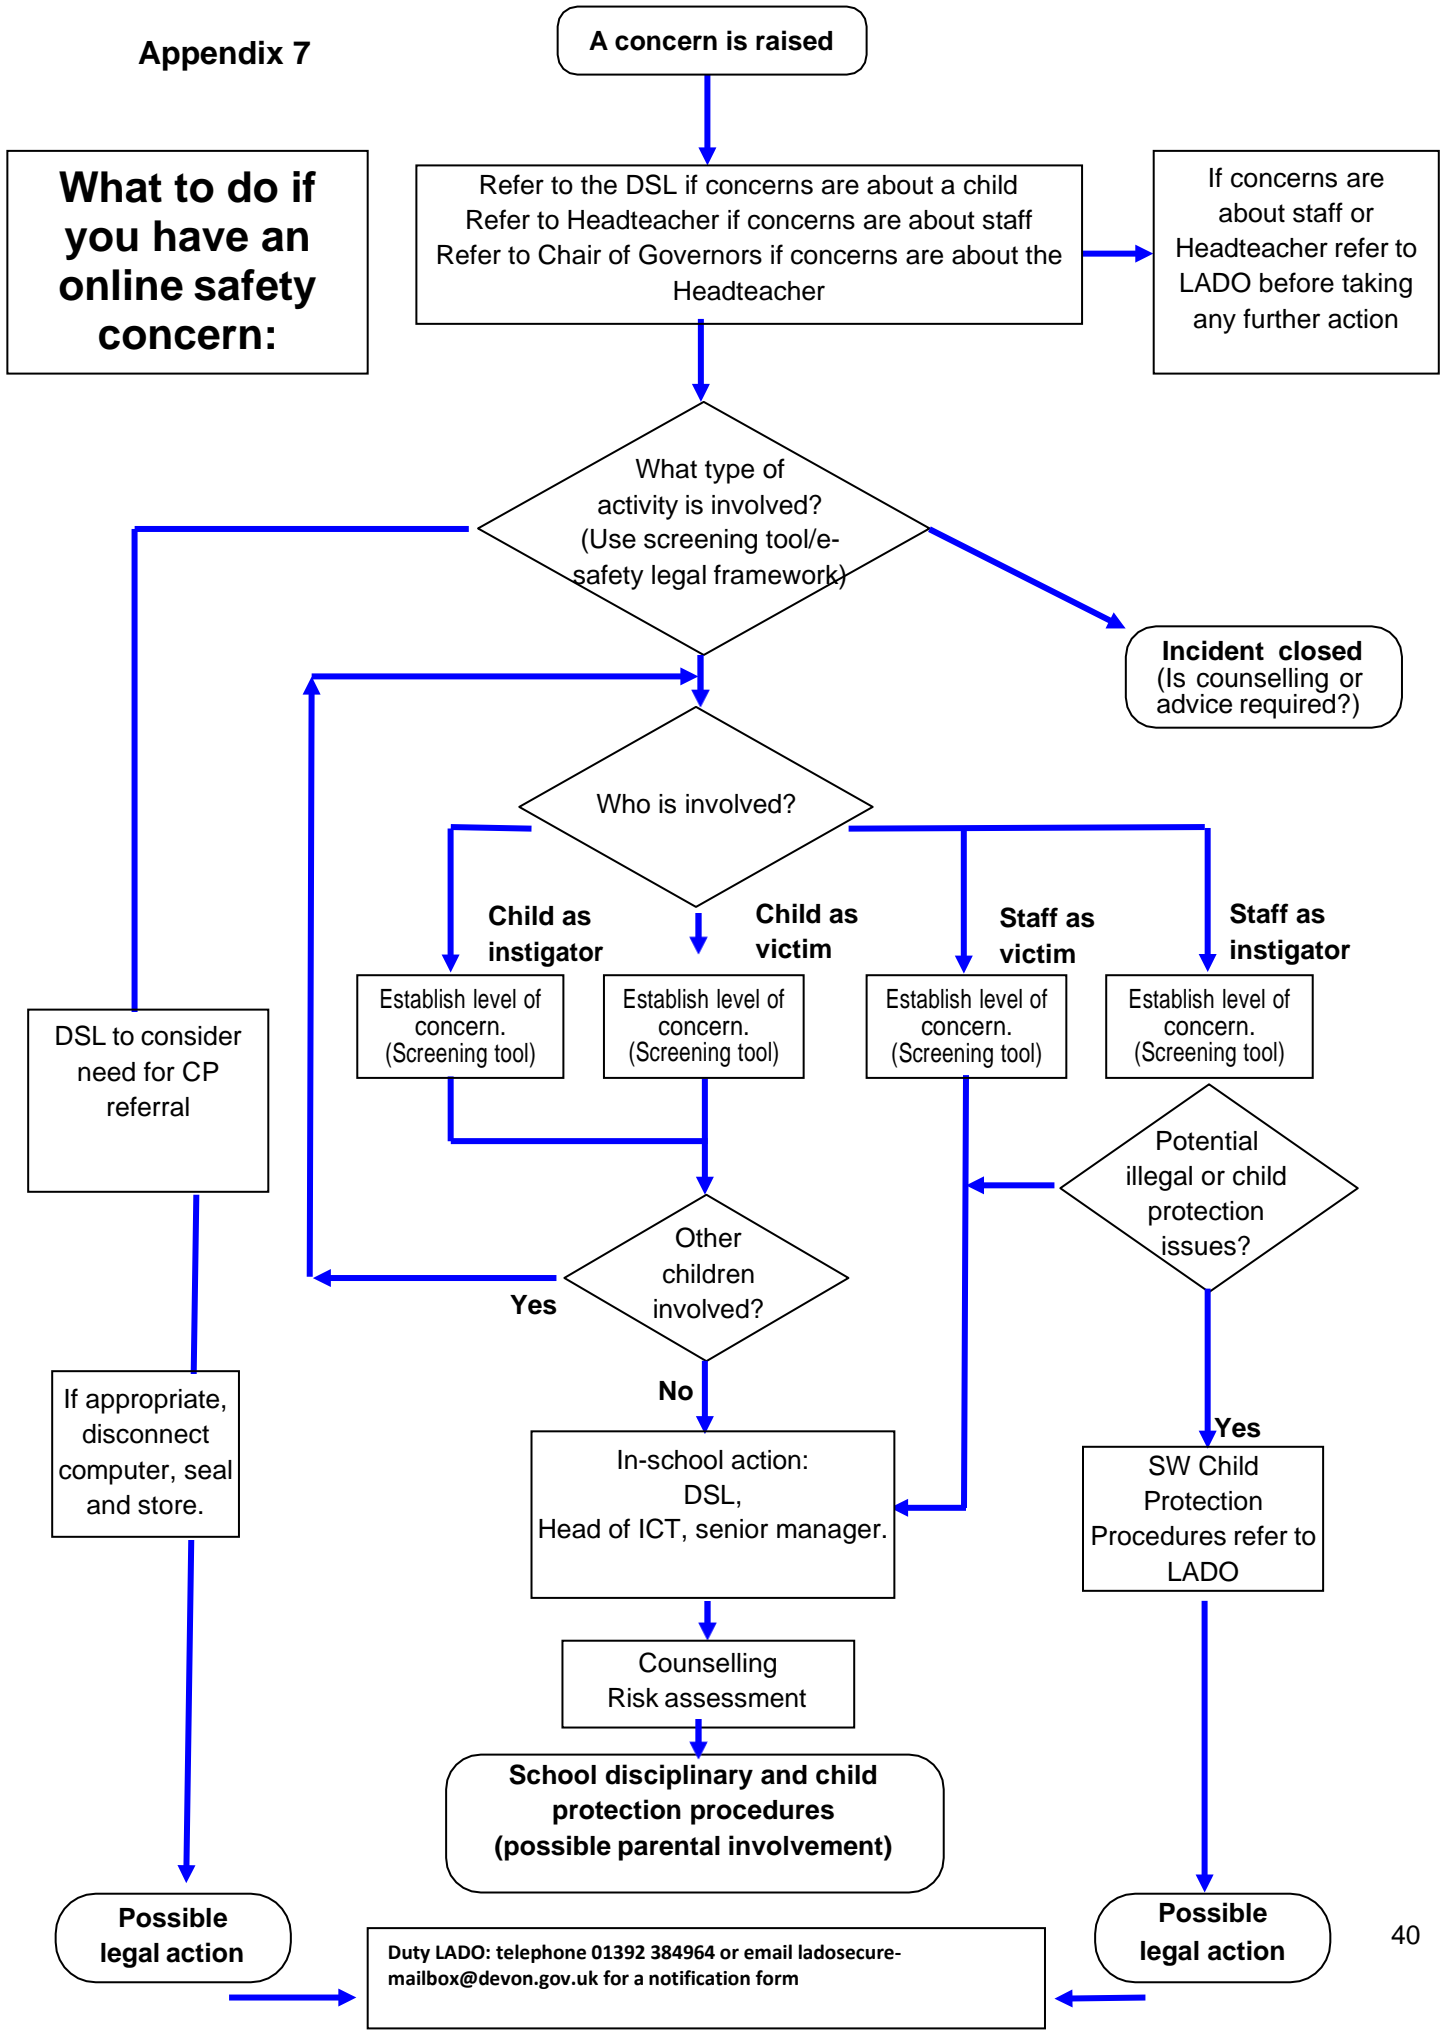 Appendix 7
A concern is raised
What to do if
you have an
online safety
concern:
Refer to the DSL if concerns are about a child
Refer to Headteacher if concerns are about staff
Refer to Chair of Governors if concerns are about the
Headteacher
If concerns are
about staff or
Headteacher refer to
LADO before taking
any further action
What type of
activity is involved?
(Use screening tool/e-
safety legal framework)
Incident closed
(Is counselling or
advice required?)
Who is involved?
Child as
instigator
Child as
victim
Staff as
victim
Staff as
instigator
Establish level of
concern.
(Screening tool)
Establish level of
concern.
(Screening tool)
Establish level of
concern.
(Screening tool)
Establish level of
concern.
(Screening tool)
DSL to consider
need for CP
referral
Potential
illegal or child
protection
issues?
Other
children
involved?
Yes
No
If appropriate,
disconnect
computer, seal
and store.
In-school action:
DSL,
Head of ICT, senior manager.
Yes
SW Child
Protection
Procedures refer to
LADO
Counselling
Risk assessment
School disciplinary and child
protection procedures
(possible parental involvement)
Possible
legal action
Possible
legal action
Duty LADO: telephone 01392 384964 or email ladosecure-
mailbox@devon.gov.uk for a notification form
40